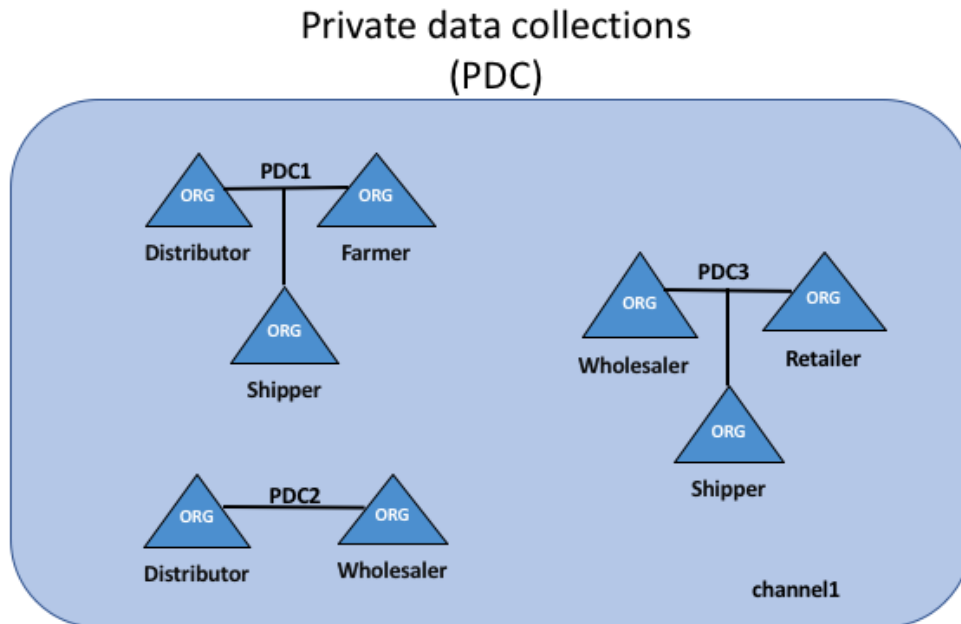 Private data collections
(PDC)
PDC1
ORG
ORG
Distributor
Farmer
ORG
Shipper
PDC3
ORG
ORG
Wholesaler
Retailer
ORG
Shipper
PDC2
ORG
ORG
Distributor
Wholesaler
channel1